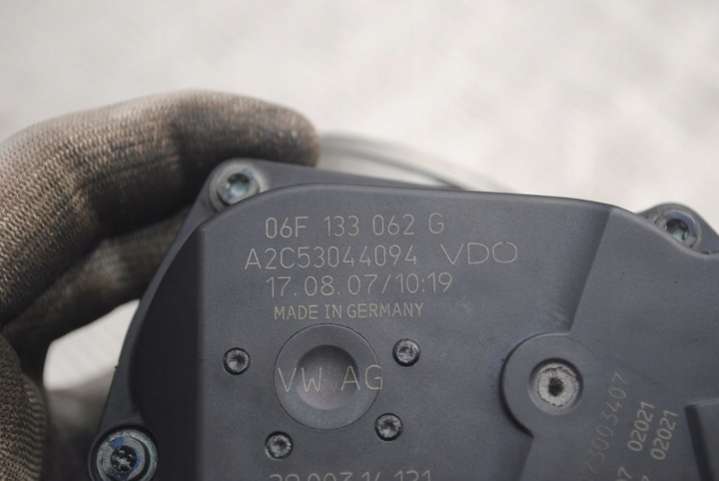 06F 133 062 G
A2C53044094 VDO
17.08.07/10:19
MADE IN GERMANY
VW AG
02021
02021